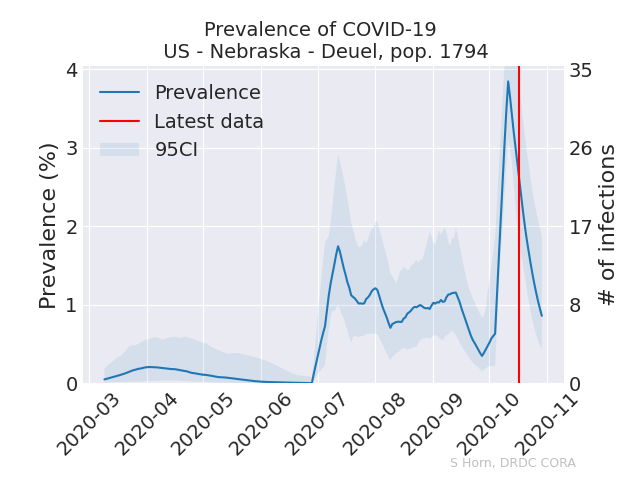 Prevalence of COVID-19
US - Nebraska - Deuel, pop. 1794
Prevalence (%)
4
3
2
1
0
Prevalence
Latest data
95CI
35
26
17
8
0
# of infections
2020-03
2020-04
2020-05
2020-06
2020-07
2020-08
2020-09
2020-10
2020-11
S Horn, DRDC CORA